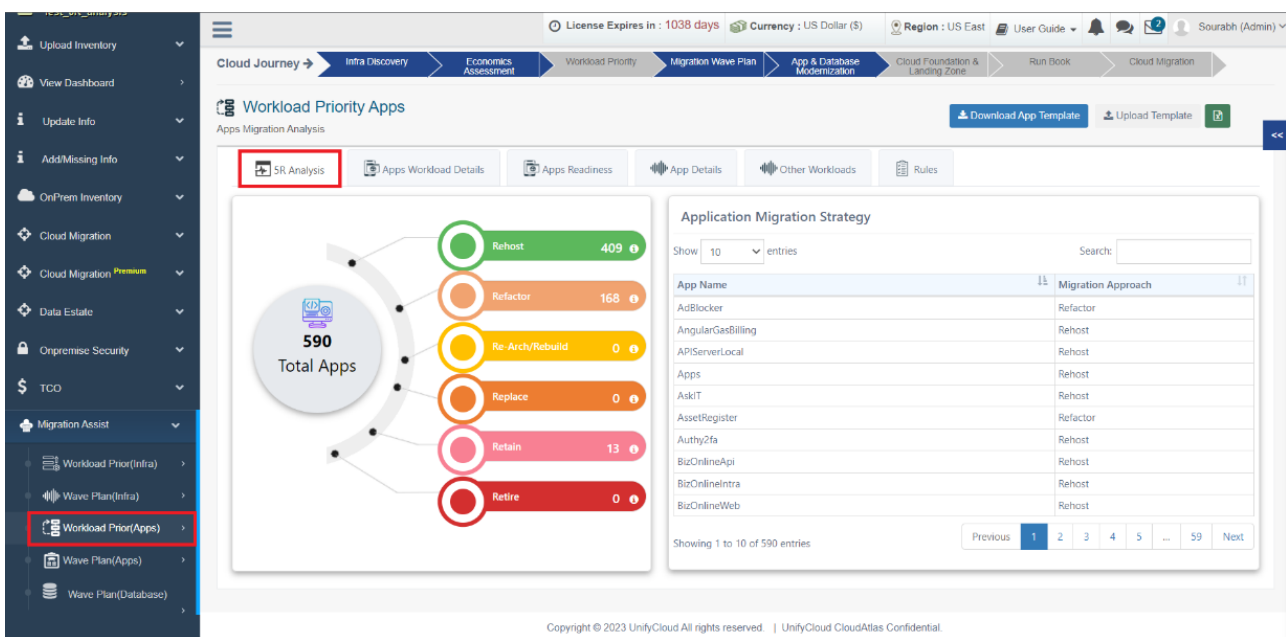 Test_bit_analysis
Upload Inventory
View Dashboard
Update Info
Add/Missing Info
OnPrem Inventory
Cloud Migration
Cloud Migration Premium
Data Estate
Onpremise Security
TCO
Migration Assist
Workload Prior(Infra)
Wave Plan(Infra)
Workload Prior(Apps)
Wave Plan(Apps)
Wave Plan(Database)
License Expires in : 1038 days Currency : US Dollar ($) Region : US East User Guide 2 Sourabh (Admin)
Cloud Journey
Infra Discovery
Economics
Assessment
Workload Priority
Migration Wave Plan
App & Database
Modernization
Cloud Foundation &
Landing Zone
Run Book
Cloud Migration
Workload Priority Apps
Apps Migration Analysis
Download App Template Upload Template
<<
5R Analysis Apps Workload Details Apps Readiness App Details Other Workloads Rules
590
Total Apps
Rehost 409
Refactor 168
Re-Arch/Rebuild 0
Replace 0
Retain 13
Retire 0
Application Migration Strategy
Show 10 entries Search:
App Name Migration Approach
AdBlocker Refactor
AngularGasBilling Rehost
APIServerLocal Rehost
Apps Rehost
AskIT Rehost
AssetRegister Refactor
Authy2fa Rehost
BizOnlineApi Rehost
BizOnlineIntra Rehost
BizOnlineWeb Rehost
Showing 1 to 10 of 590 entries
Previous 1 2 3 4 5 ... 59 Next
Copyright © 2023 UnifyCloud All rights reserved. | UnifyCloud CloudAtlas Confidential.